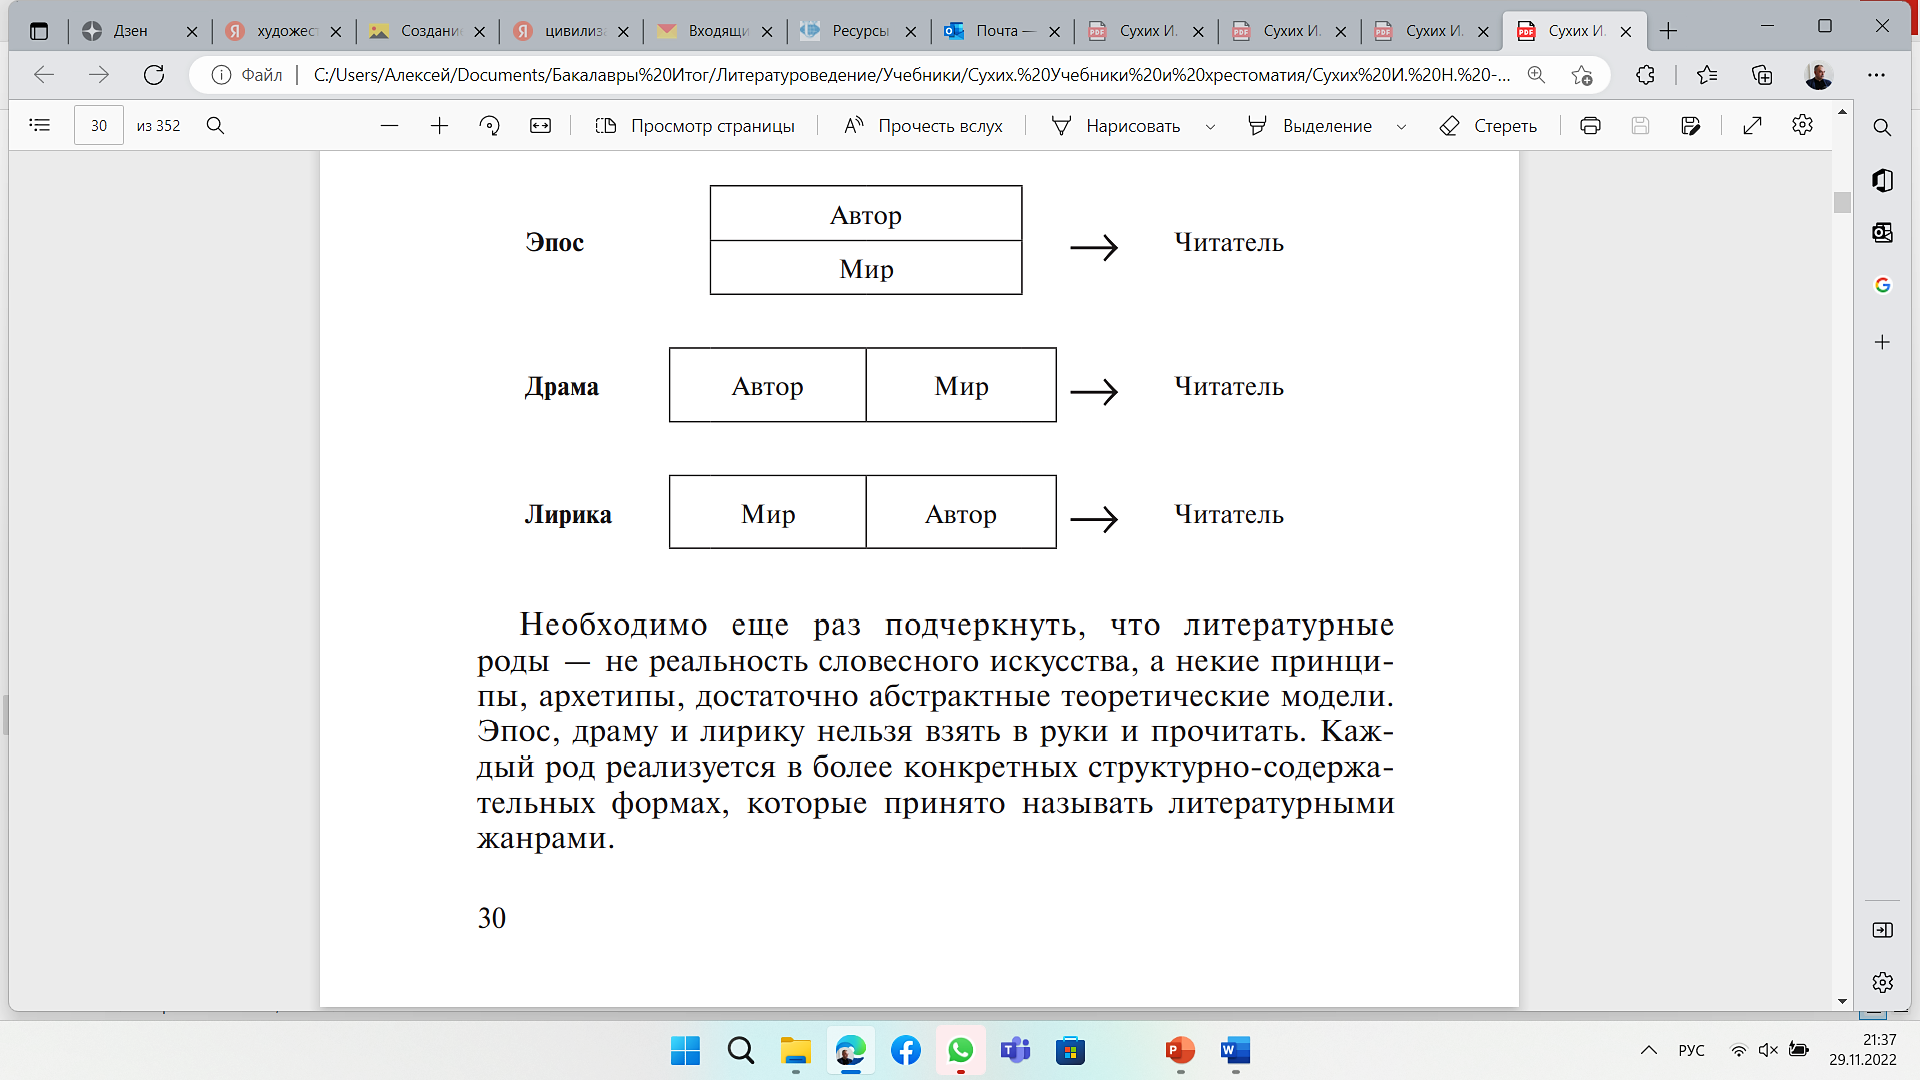 Дзен
художест
Создание
цивилиза
Входящи
Ресурсы
Почта —
Сухих И.
Сухих И.
Сухих И.
Сухих И.
Файл
C:/Users/Алексей/Documents/Бакалавры%20Итог/Литературоведение/Учебники/Сухих.%20Учебники%20и%20хрестоматия/Сухих%20И.%20Н.%20-...
30
из 352
Просмотр страницы
Прочесть вслух
Нарисовать
Выделение
Стереть
Автор
Эпос
Читатель
Мир
Драма
Автор
Мир
Читатель
Лирика
Мир
Автор
Читатель
Необходимо еще раз подчеркнуть, что литературные
роды — не реальность словесного искусства, а некие принци-
пы, архетипы, достаточно абстрактные теоретические модели.
Эпос, драму и лирику нельзя взять в руки и прочитать. Каж-
дый род реализуется в более конкретных структурно-содержа-
тельных формах, которые принято называть литературными
жанрами.
30
РУС
21:37
29.11.2022